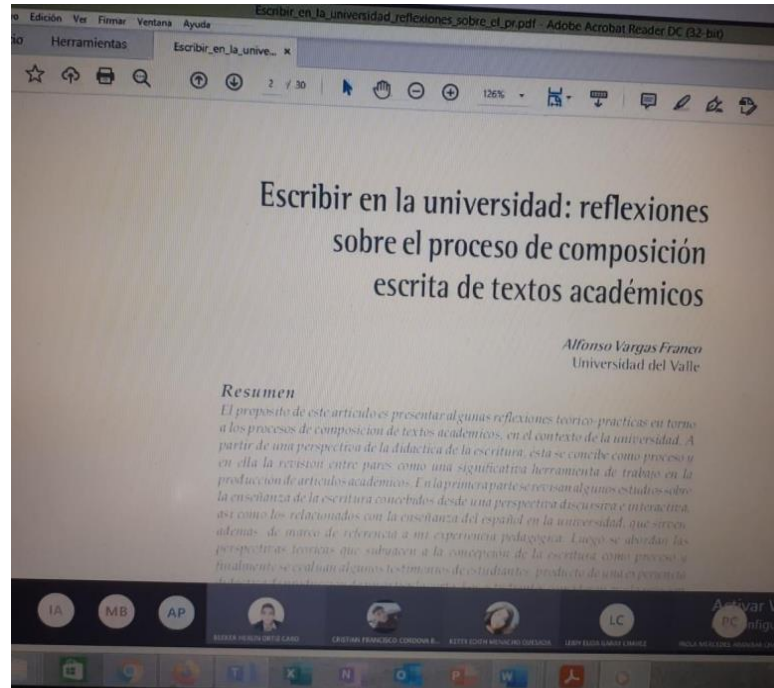 Escribir_en_la_universidad_reflexiones_sobre_el_pr.pdf - Adobe Acrobat Reader DC (32-bit)
Edición Ver Firmar Ventana Ayuda
Herramientas
Escribir_en_la_unive... ×
2 / 30
126%
Escribir en la universidad: reflexiones
sobre el proceso de composición
escrita de textos académicos
Alfonso Vargas Franco
Universidad del Valle
Resumen
El propósito de este artículo es presentar algunas reflexiones teórico-prácticas en torno
a los procesos de composición de textos académicos, en el contexto de la universidad. A
partir de una perspectiva de la didáctica de la escritura, esta se concibe como proceso y
en ella la revisión entre pares como una significativa herramienta de trabajo en la
producción de artículos académicos. En la primera parte se revisan algunos estudios sobre
la enseñanza de la escritura concebidos desde una perspectiva discursiva e interactiva,
así como los relacionados con la enseñanza del español en la universidad, que sirven
además, de marco de referencia a mi experiencia pedagógica. Luego se abordan las
perspectivas teóricas que subyacen a la concepción de la escritura como proceso y
finalmente se evalúan algunos testimonios de estudiantes, producto de una experiencia
Activar
IA MB AP LC PC
CRISTIAN FRANCISCO CORDOVA B...